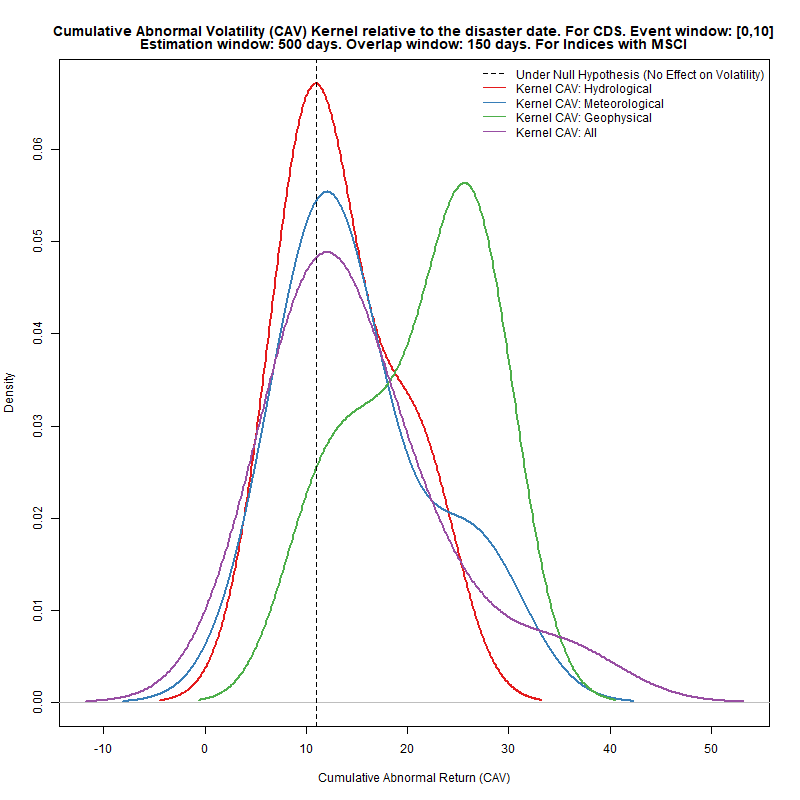 Cumulative Abnormal Volatility (CAV) Kernel relative to the disaster date. For CDS. Event window: [0,10]
Estimation window: 500 days. Overlap window: 150 days. For Indices with MSCI
Under Null Hypothesis (No Effect on Volatility)
Kernel CAV: Hydrological
Kernel CAV: Meteorological
Kernel CAV: Geophysical
Kernel CAV: All
Density
0.06
0.05
0.04
0.03
0.02
0.01
0.00
-10 0 10 20 30 40 50
Cumulative Abnormal Return (CAV)